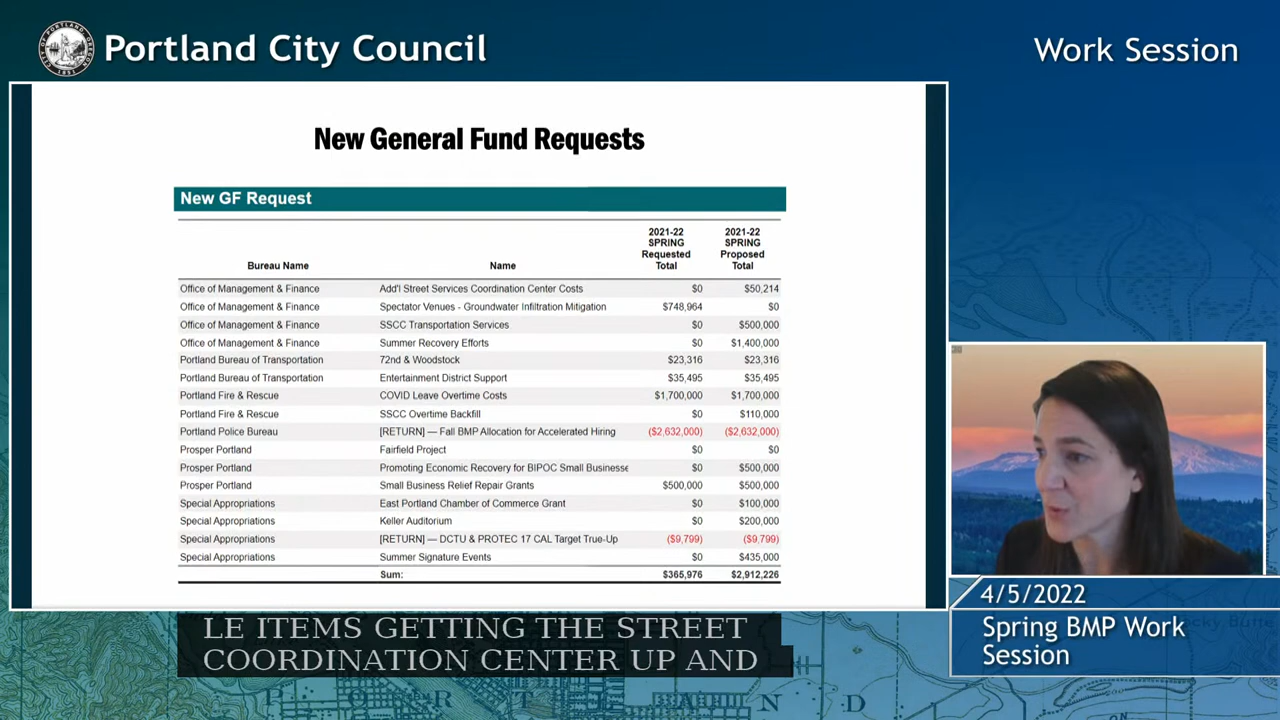 Portland City Council
Work Session
New General Fund Requests
New GF Request
Bureau Name Name 2021-22 SPRING Requested Total 2021-22 SPRING Proposed Total
Office of Management & Finance Add'l Street Services Coordination Center Costs $0 $50,214
Office of Management & Finance Spectator Venues - Groundwater Infiltration Mitigation $748,964 $0
Office of Management & Finance SSCC Transportation Services $0 $500,000
Office of Management & Finance Summer Recovery Efforts $0 $1,400,000
Portland Bureau of Transportation 72nd & Woodstock $23,316 $23,316
Portland Bureau of Transportation Entertainment District Support $35,495 $35,495
Portland Fire & Rescue COVID Leave Overtime Costs $1,700,000 $1,700,000
Portland Fire & Rescue SSCC Overtime Backfill $0 $110,000
Portland Police Bureau [RETURN] — Fall BMP Allocation for Accelerated Hiring ($2,632,000) ($2,632,000)
Prosper Portland Fairfield Project $0 $0
Prosper Portland Promoting Economic Recovery for BIPOC Small Businesse $0 $500,000
Prosper Portland Small Business Relief Repair Grants $500,000 $500,000
Special Appropriations East Portland Chamber of Commerce Grant $0 $100,000
Special Appropriations Keller Auditorium $0 $200,000
Special Appropriations [RETURN] — DCTU & PROTEC 17 CAL Target True-Up ($9,799) ($9,799)
Special Appropriations Summer Signature Events $0 $435,000
Sum: $365,976 $2,912,226
4/5/2022
Spring BMP Work
Session
LE ITEMS GETTING THE STREET
COORDINATION CENTER UP AND